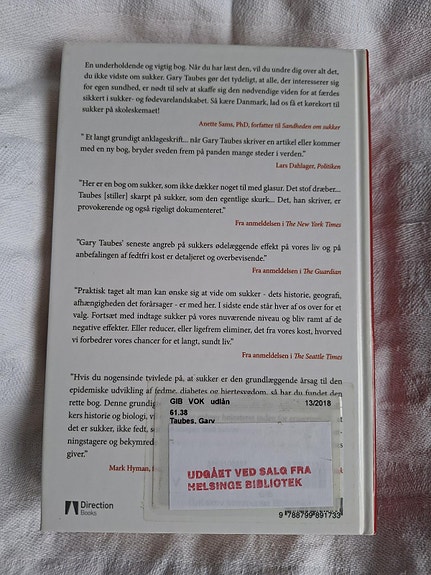 En underholdende og vigtig bog. Når du har læst den, vil du undre dig over alt det,
du ikke vidste om sukker. Gary Taubes gør det tydeligt, at alle, der interesserer sig
for egen sundhed, er nødt til selv at skaffe sig den nødvendige viden for at færdes
sikkert i sukker- og fødevarelandskabet. Så kære Danmark, lad os få et kørekort til
sukker på skoleskemaet!
Anette Sams, PhD, forfatter til Sandheden om sukker
"Et langt grundigt anklageskrift... når Gary Taubes skriver en artikel eller kommer
med en ny bog, bryder sveden frem på panden mange steder i verden."
Lars Dahlager, Politiken
"Her er en bog om sukker, som ikke dækker noget til med glasur. Det stof dræber...
Taubes [stiller] skarpt på sukker, som den egentlige skurk... Det, han skriver, er
provokerende og også rigeligt dokumenteret."
Fra anmeldelsen i The New York Times
"Gary Taubes' seneste angreb på sukkers ødelæggende effekt på vores liv og på
anbefalingen af fedtfri kost er detaljeret og overbevisende."
Fra anmeldelsen i The Guardian
"Praktisk taget alt man kan ønske sig at vide om sukker - dets historie, geografi,
afhængigheden det forårsager - er med her. I sidste ende står hver af os over for et
valg. Fortsæt med indtage sukker på vores nuværende niveau og bliv ramt af de
negative effekter. Eller reducer, eller ligefrem eliminer, det fra vores kost, hvorved
vi forbedrer vores chancer for et langt, sundt liv."
Fra anmeldelsen i The Seattle Times
"Hvis du nogensinde tvivlede på, at sukker er en grundlæggende årsag til den
epidemiske udvikling af fedme, diabetes og hjertesygdom, så har du fundet den
rette bog. Denne grundig
kers historie og biologi, vi
det er sukker, ikke fedt, s
ningstagere og bekymred
giver."
Mark Hyman,
GIB VOK udlån 13/2018
61.38
Taubes, Gary
UDGÅET VED SALG FRA
HELSINGE BIBLIOTEK
Direction
Books
9 788799 891733